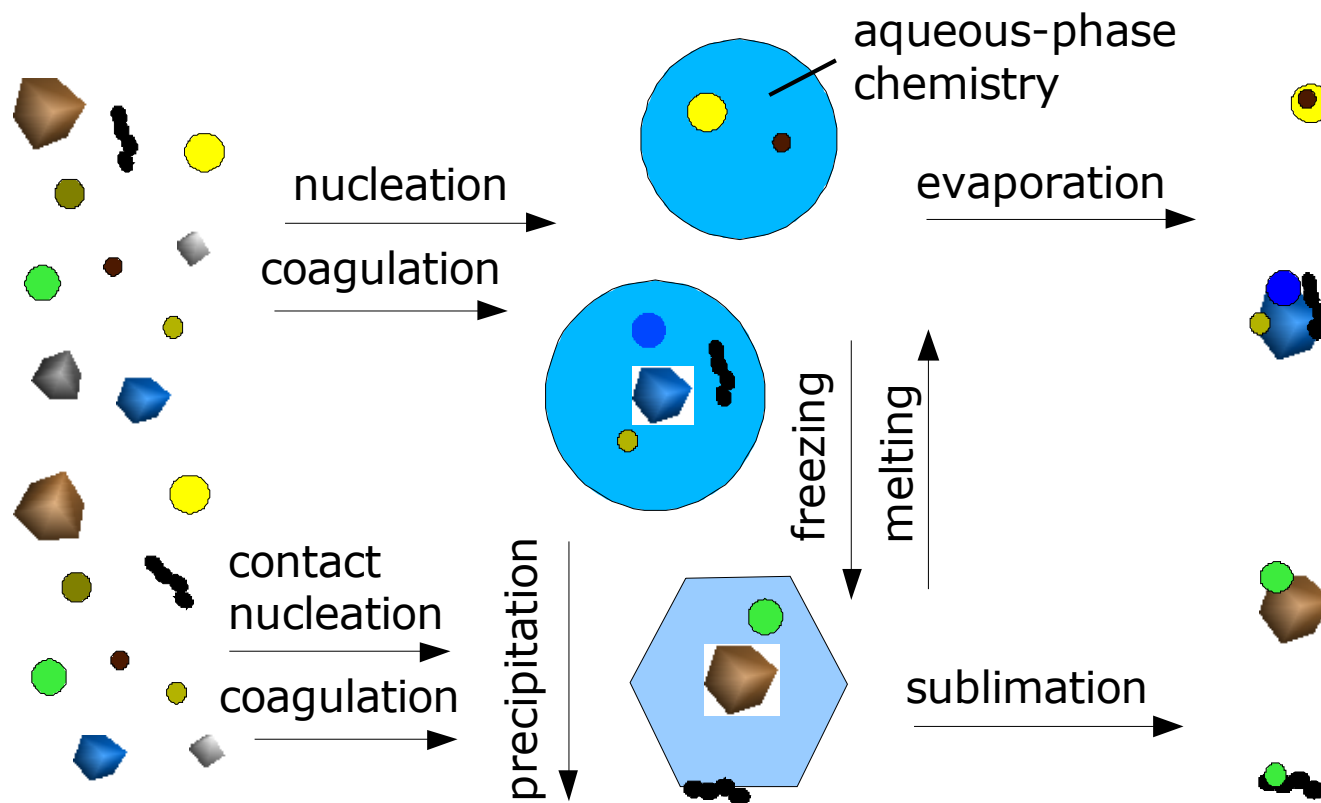 aqueous-phase
chemistry
nucleation
evaporation
coagulation
freezing
melting
contact
nucleation
precipitation
coagulation
sublimation